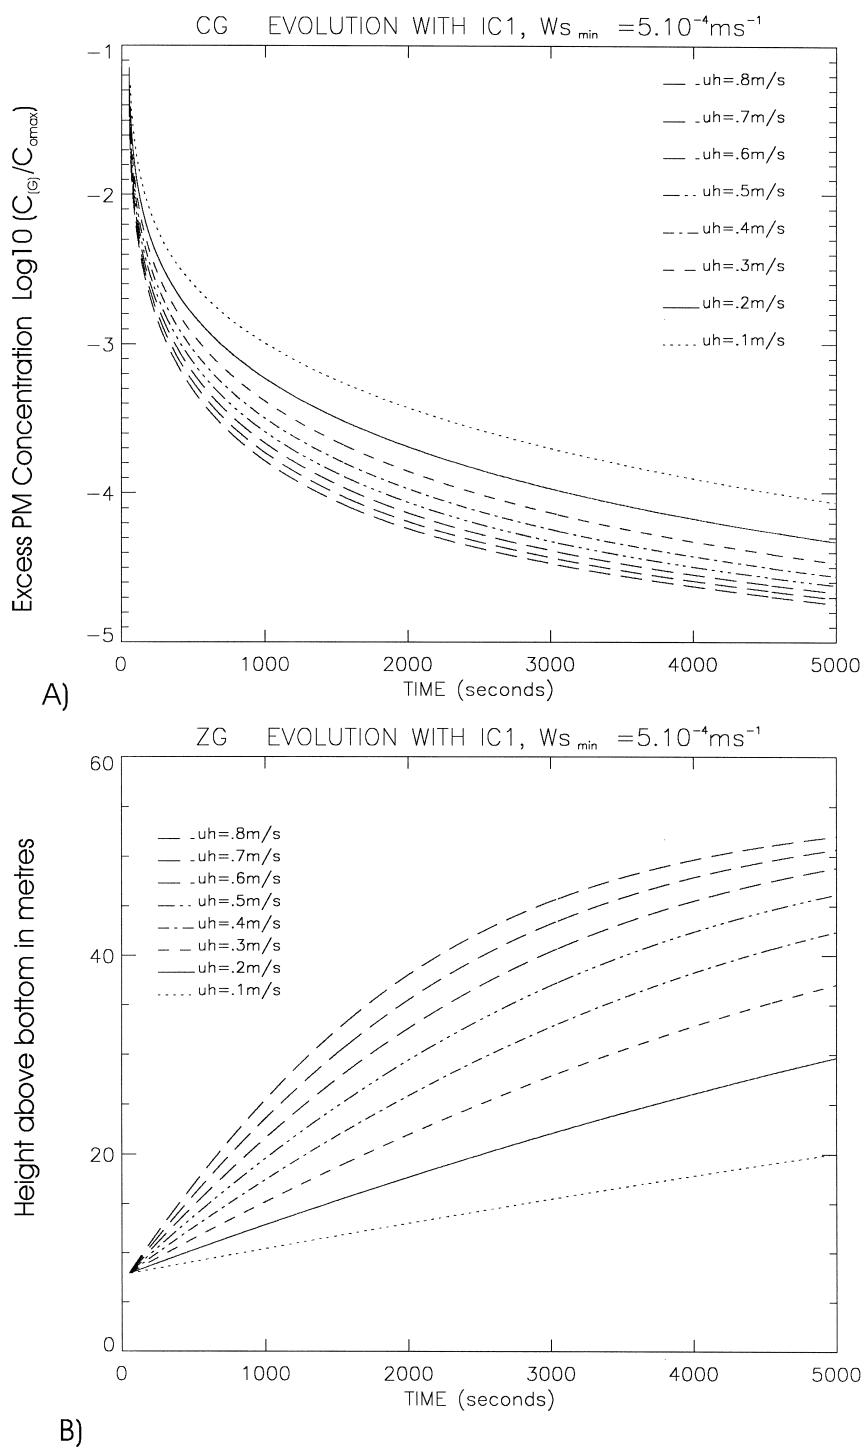 CG EVOLUTION WITH IC1, Ws min =5.10⁻⁴ms⁻¹
Excess PM Concentration Log10 (C(G)/Comax)
-1
-2
-3
-4
-5
uh=.8m/s
uh=.7m/s
uh=.6m/s
uh=.5m/s
uh=.4m/s
uh=.3m/s
uh=.2m/s
uh=.1m/s
0 1000 2000 3000 4000 5000
TIME (seconds)
A)
ZG EVOLUTION WITH IC1, Ws min =5.10⁻⁴ms⁻¹
Height above bottom in metres
60
40
20
0
uh=.8m/s
uh=.7m/s
uh=.6m/s
uh=.5m/s
uh=.4m/s
uh=.3m/s
uh=.2m/s
uh=.1m/s
0 1000 2000 3000 4000 5000
TIME (seconds)
B)